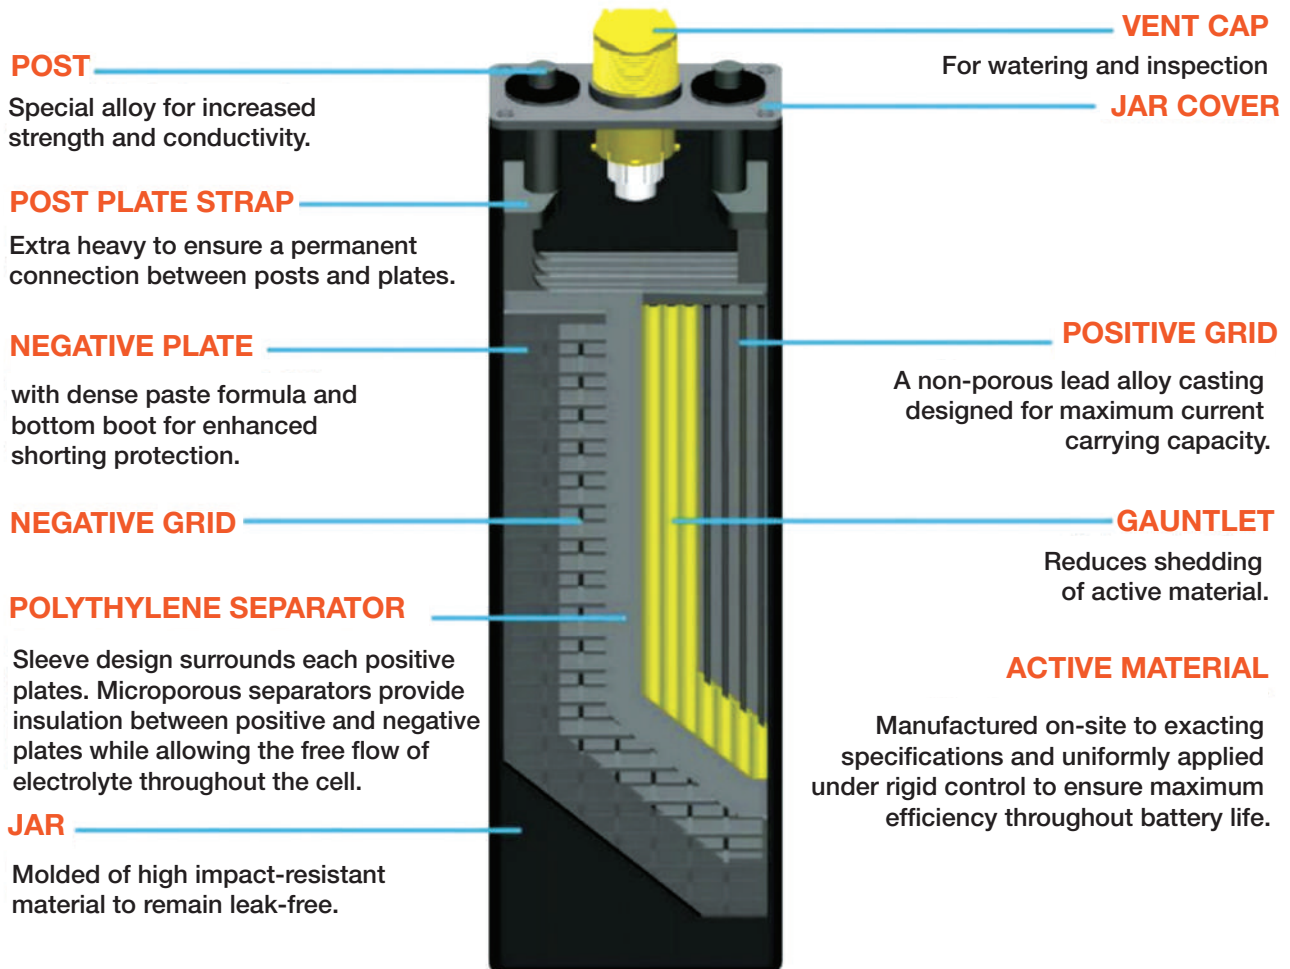 POST
Special alloy for increased
strength and conductivity.
POST PLATE STRAP
Extra heavy to ensure a permanent
connection between posts and plates.
NEGATIVE PLATE
with dense paste formula and
bottom boot for enhanced
shorting protection.
NEGATIVE GRID
POLYTHYLENE SEPARATOR
Sleeve design surrounds each positive
plates. Microporous separators provide
insulation between positive and negative
plates while allowing the free flow of
electrolyte throughout the cell.
JAR
Molded of high impact-resistant
material to remain leak-free.
VENT CAP
For watering and inspection
JAR COVER
POSITIVE GRID
A non-porous lead alloy casting
designed for maximum current
carrying capacity.
GAUNTLET
Reduces shedding
of active material.
ACTIVE MATERIAL
Manufactured on-site to exacting
specifications and uniformly applied
under rigid control to ensure maximum
efficiency throughout battery life.